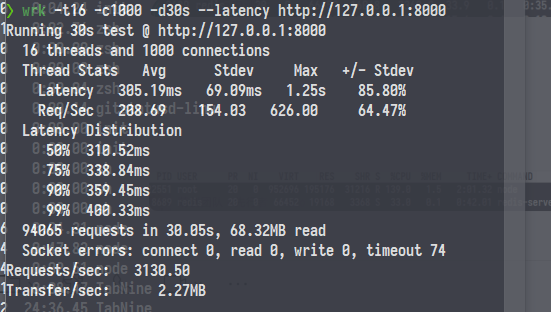 ❯ wrk -t16 -c1000 -d30s --latency http://127.0.0.1:8000
Running 30s test @ http://127.0.0.1:8000
16 threads and 1000 connections
Thread Stats Avg Stdev Max +/- Stdev
Latency 305.19ms 69.09ms 1.25s 85.80%
Req/Sec 208.69 154.03 626.00 64.47%
Latency Distribution
50% 310.52ms
75% 338.84ms
90% 359.45ms
99% 400.33ms
94065 requests in 30.05s, 68.32MB read
Socket errors: connect 0, read 0, write 0, timeout 74
Requests/sec: 3130.50
Transfer/sec: 2.27MB
24:36.45 TabNine